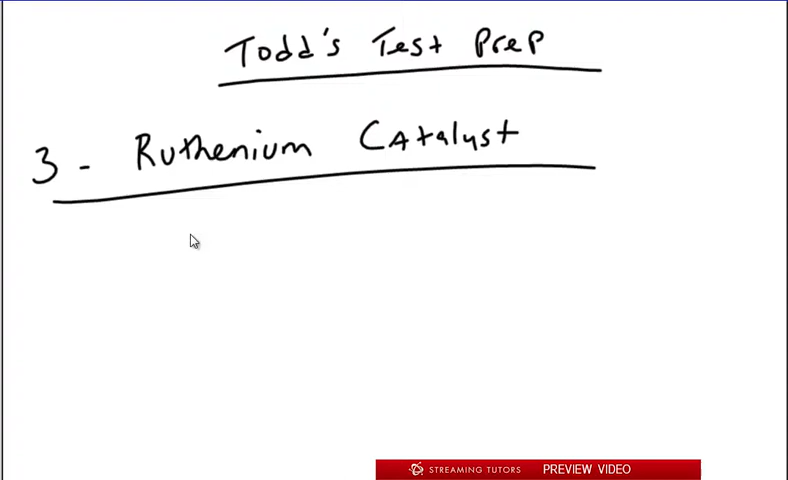 Todd's Test Prep
3 - Ruthenium Catalyst
STREAMING TUTORS PREVIEW VIDEO